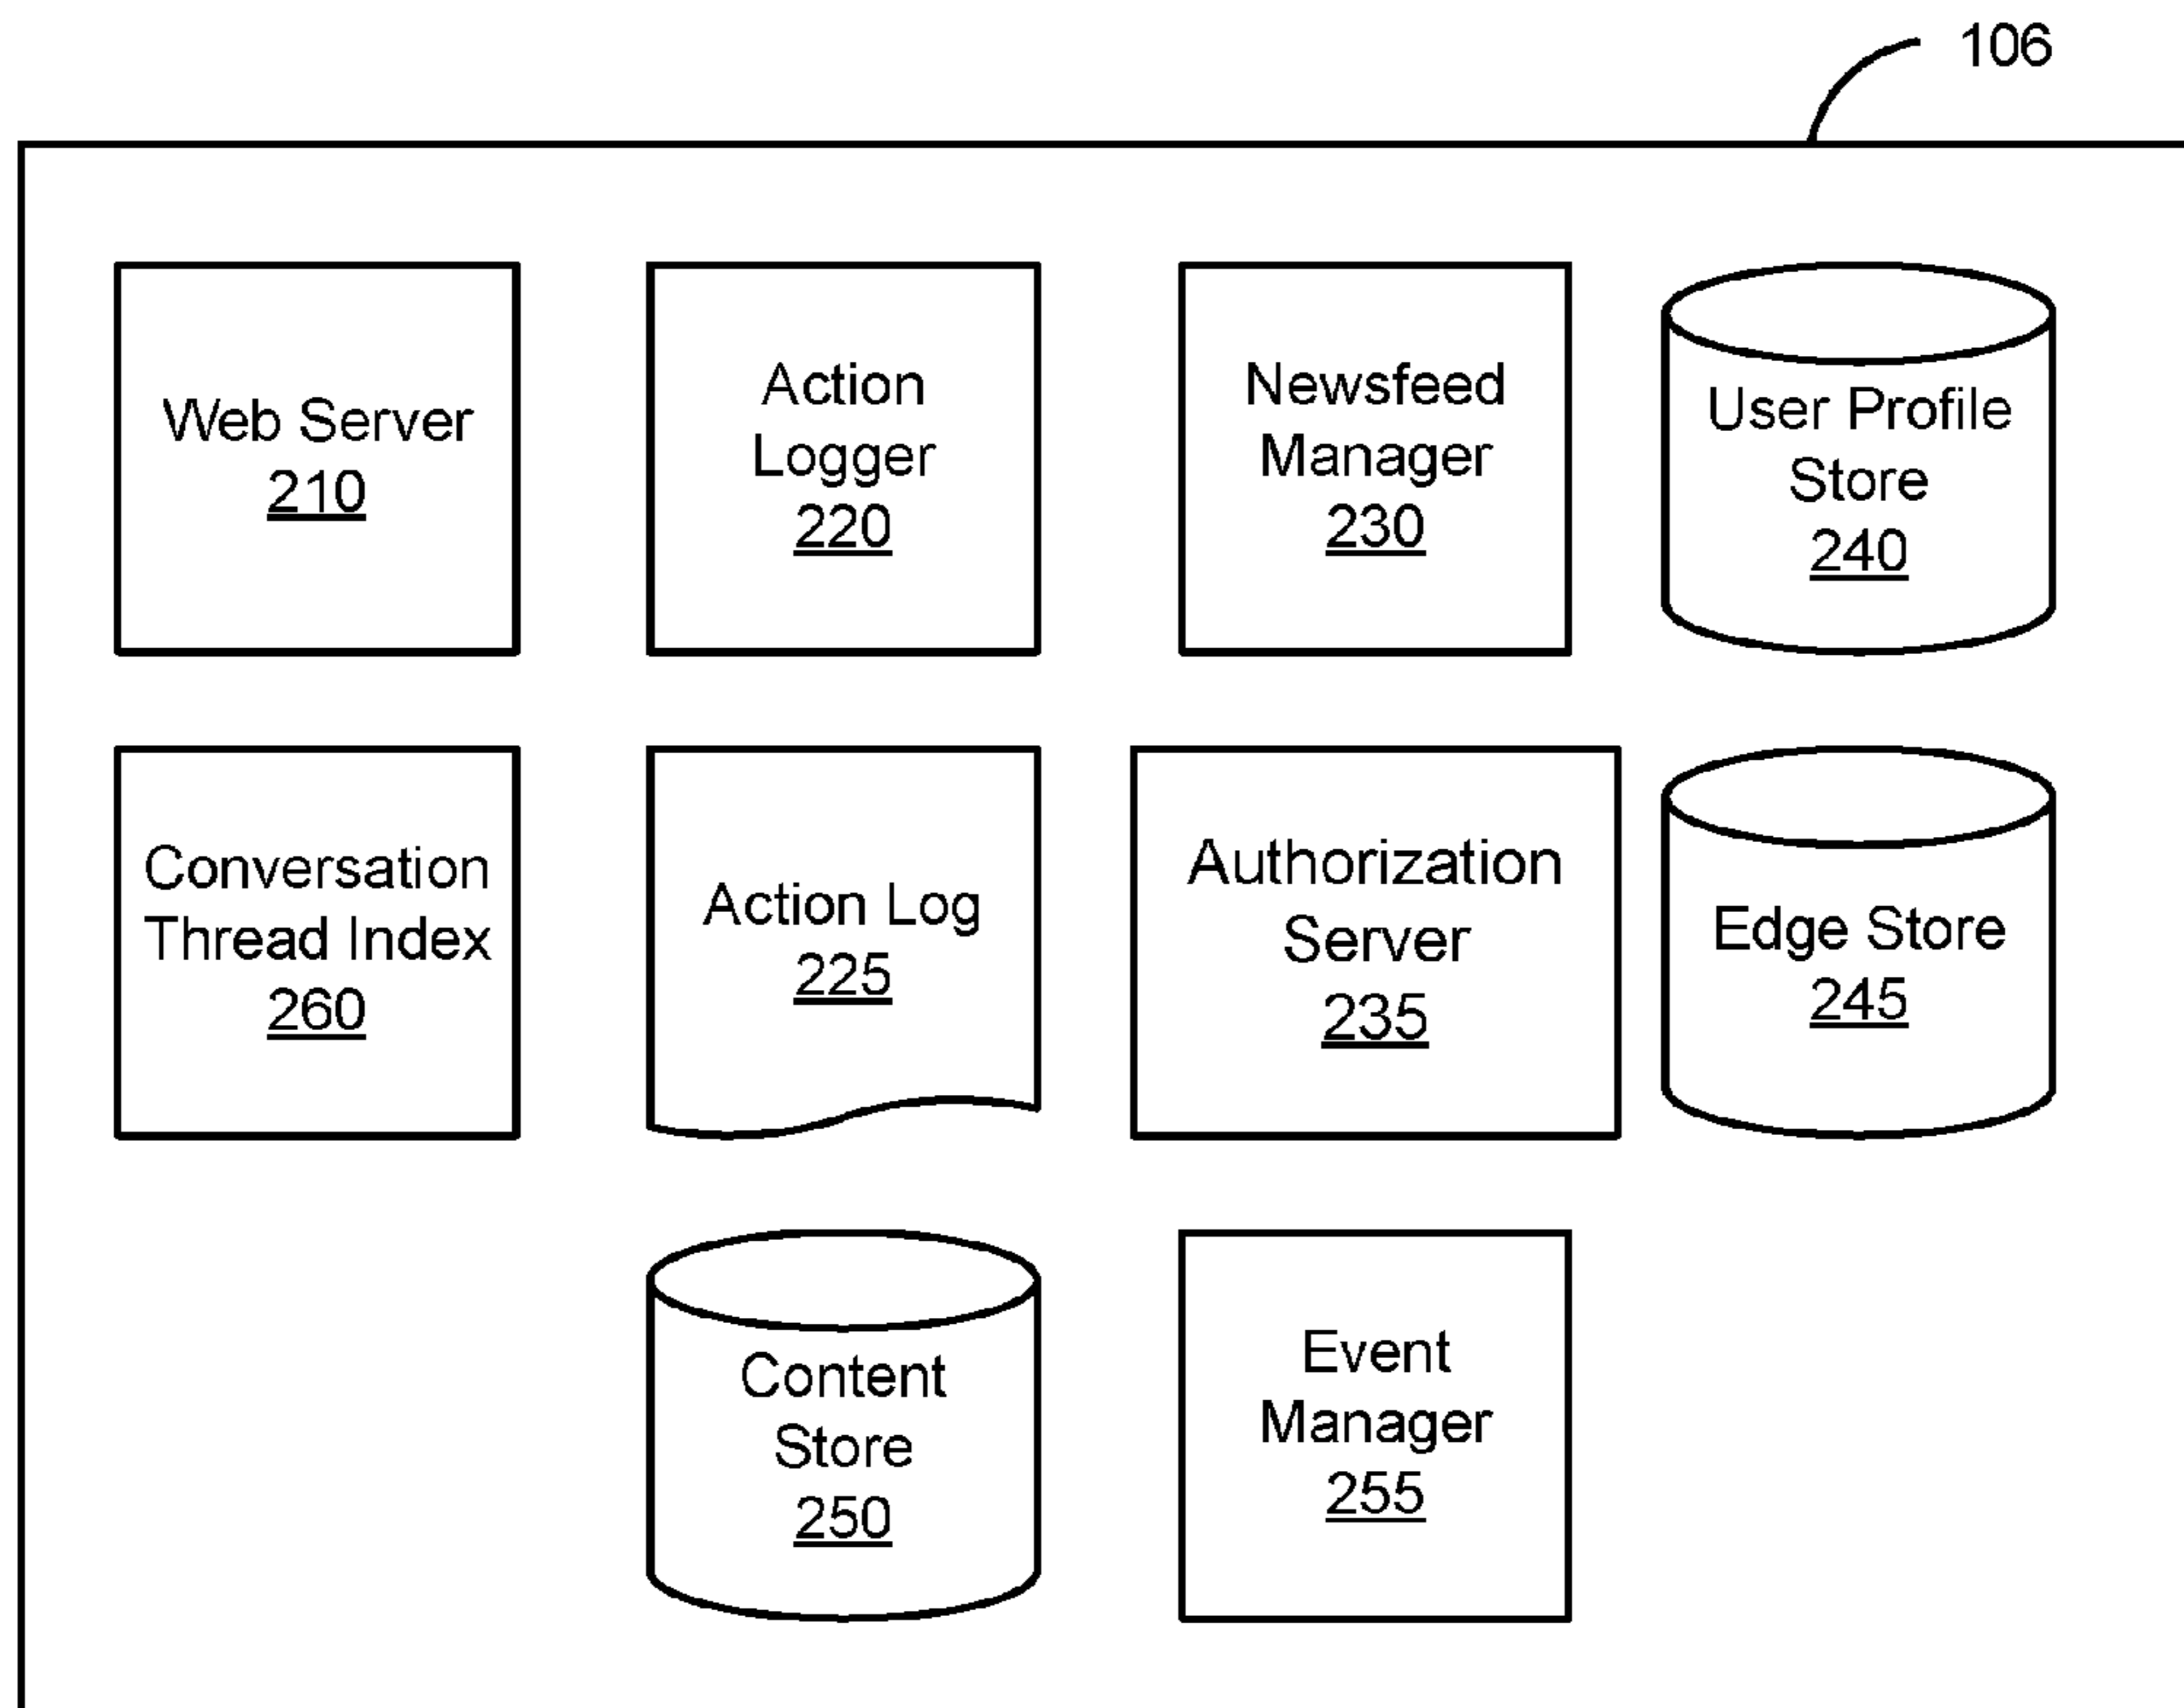 106
Web Server
210
Action
Logger
220
Newsfeed
Manager
230
User Profile
Store
240
Conversation
Thread Index
260
Action Log
225
Authorization
Server
235
Edge Store
245
Content
Store
250
Event
Manager
255